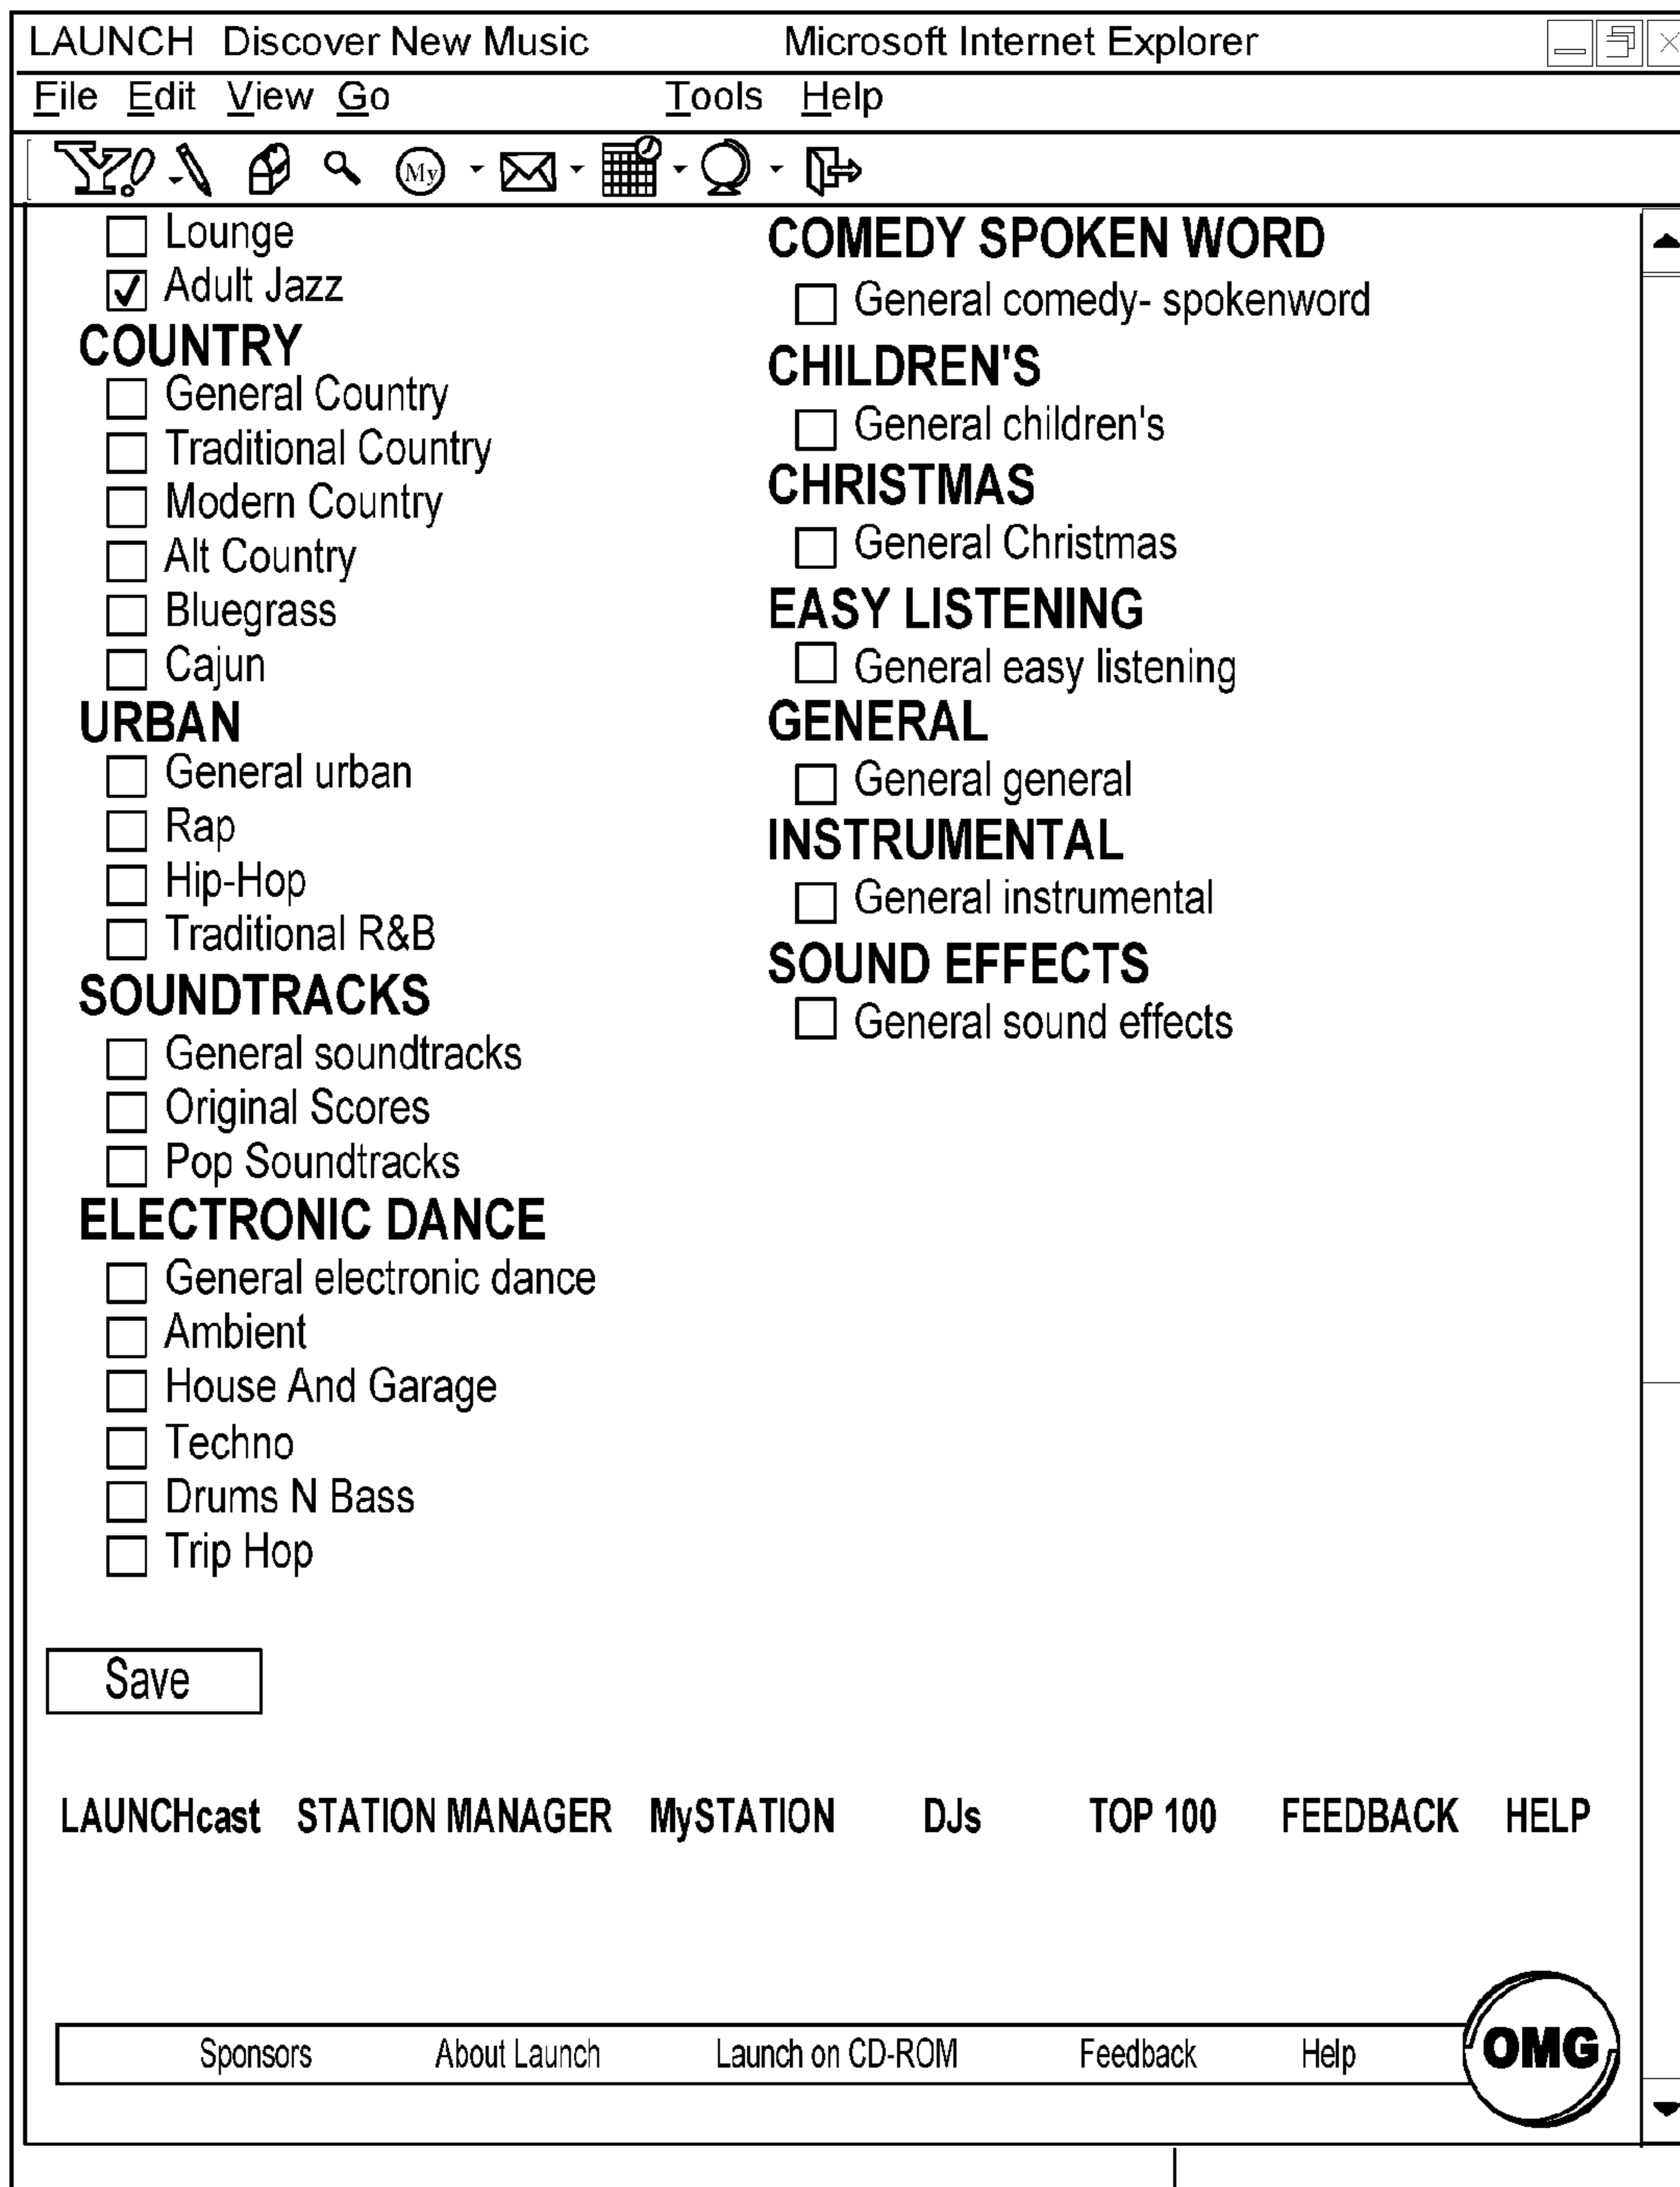 LAUNCH Discover New Music Microsoft Internet Explorer
File Edit View Go Tools Help
Y! My
Lounge
Adult Jazz
COUNTRY
General Country
Traditional Country
Modern Country
Alt Country
Bluegrass
Cajun
URBAN
General urban
Rap
Hip-Hop
Traditional R&B
SOUNDTRACKS
General soundtracks
Original Scores
Pop Soundtracks
ELECTRONIC DANCE
General electronic dance
Ambient
House And Garage
Techno
Drums N Bass
Trip Hop
COMEDY SPOKEN WORD
General comedy- spokenword
CHILDREN'S
General children's
CHRISTMAS
General Christmas
EASY LISTENING
General easy listening
GENERAL
General general
INSTRUMENTAL
General instrumental
SOUND EFFECTS
General sound effects
Save
LAUNCHcast STATION MANAGER MySTATION DJs TOP 100 FEEDBACK HELP
Sponsors About Launch Launch on CD-ROM Feedback Help OMG